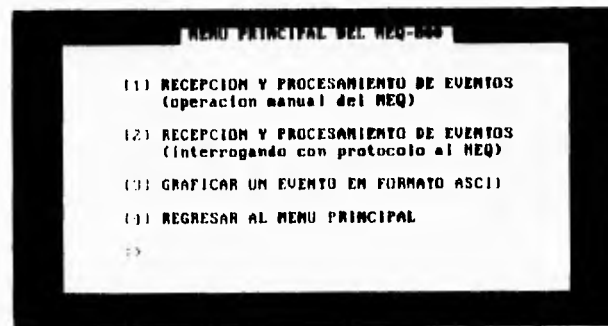 MENU PRINCIPAL DEL MEQ-800
(1) RECEPCION Y PROCESAMIENTO DE EVENTOS
(operacion manual del MEQ)
(2) RECEPCION Y PROCESAMIENTO DE EVENTOS
(interrogando con protocolo al MEQ)
(3) GRAFICAR UN EVENTO EN FORMATO ASCII
(4) REGRESAR AL MENU PRINCIPAL
:>